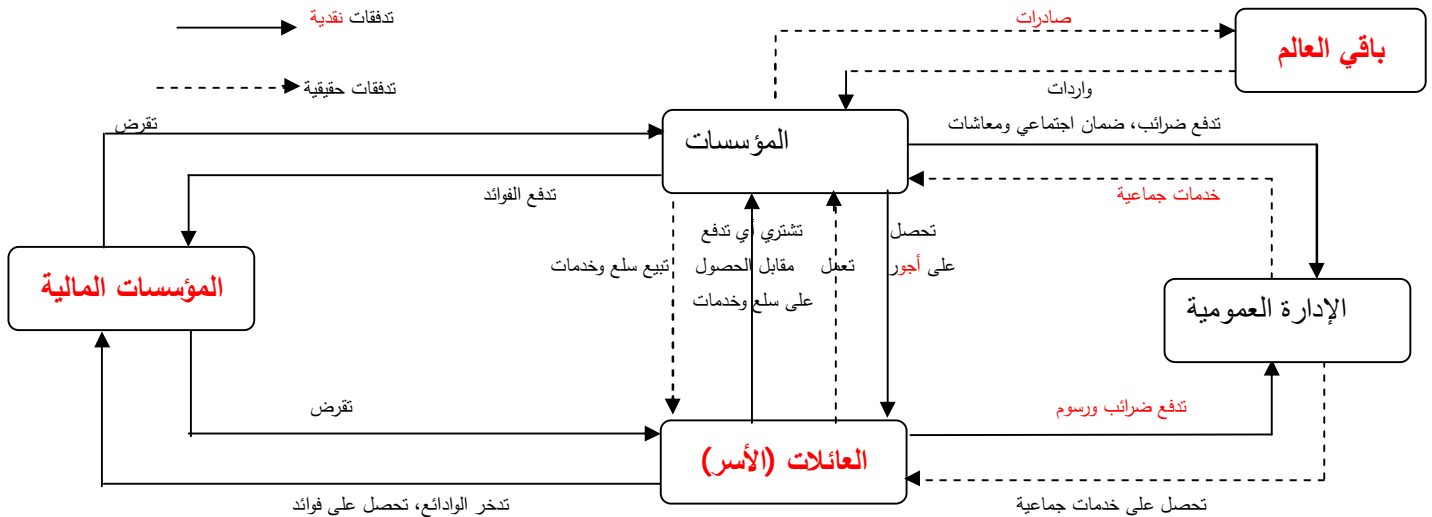 تدفقات نقدية
صادرات
باقي العالم
تدفقات حقيقية
واردات
تقرض
المؤسسات
تدفع ضرائب، ضمان اجتماعي ومعاشات
تدفع الفوائد
خدمات جماعية
تشتري أي تدفع
تحصل
المؤسسات المالية
تبيع سلع وخدمات
مقابل الحصول
تعمل
على أجور
على سلع وخدمات
الإدارة العمومية
تقرض
تدفع ضرائب ورسوم
العائلات (الأسر)
تدخر الوادائع، تحصل على فوائد
تحصل على خدمات جماعية